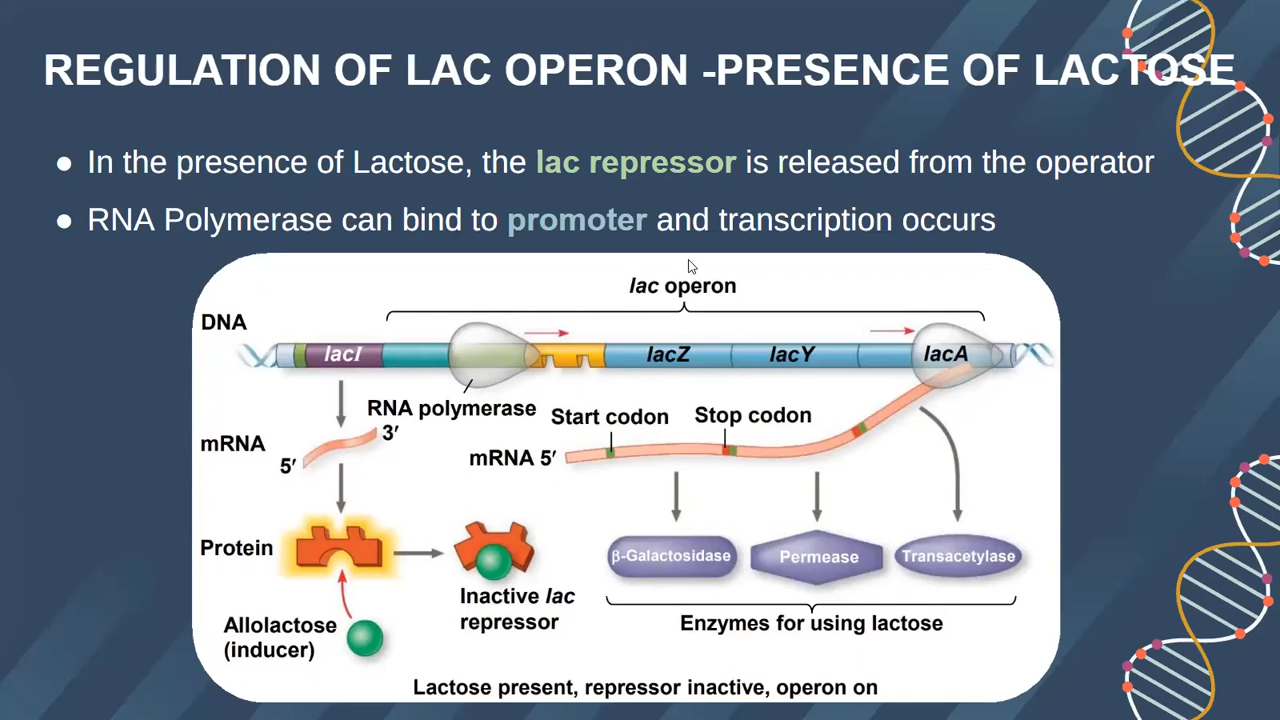 REGULATION OF LAC OPERON -PRESENCE OF LACTOSE
● In the presence of Lactose, the lac repressor is released from the operator
● RNA Polymerase can bind to promoter and transcription occurs
lac operon
DNA
lacI
lacZ
lacY
lacA
RNA polymerase
Start codon
Stop codon
mRNA
5′
3′
mRNA 5′
Protein
β-Galactosidase
Permease
Transacetylase
Inactive lac
repressor
Allolactose
(inducer)
Enzymes for using lactose
Lactose present, repressor inactive, operon on